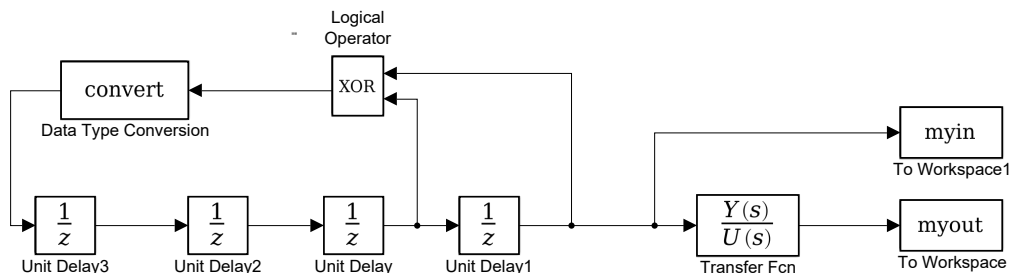 Logical
Operator
XOR
convert
Data Type Conversion
myin
To Workspace1
1
z
Unit Delay3
1
z
Unit Delay2
1
z
Unit Delay
1
z
Unit Delay1
Y(s)
U(s)
Transfer Fcn
myout
To Workspace